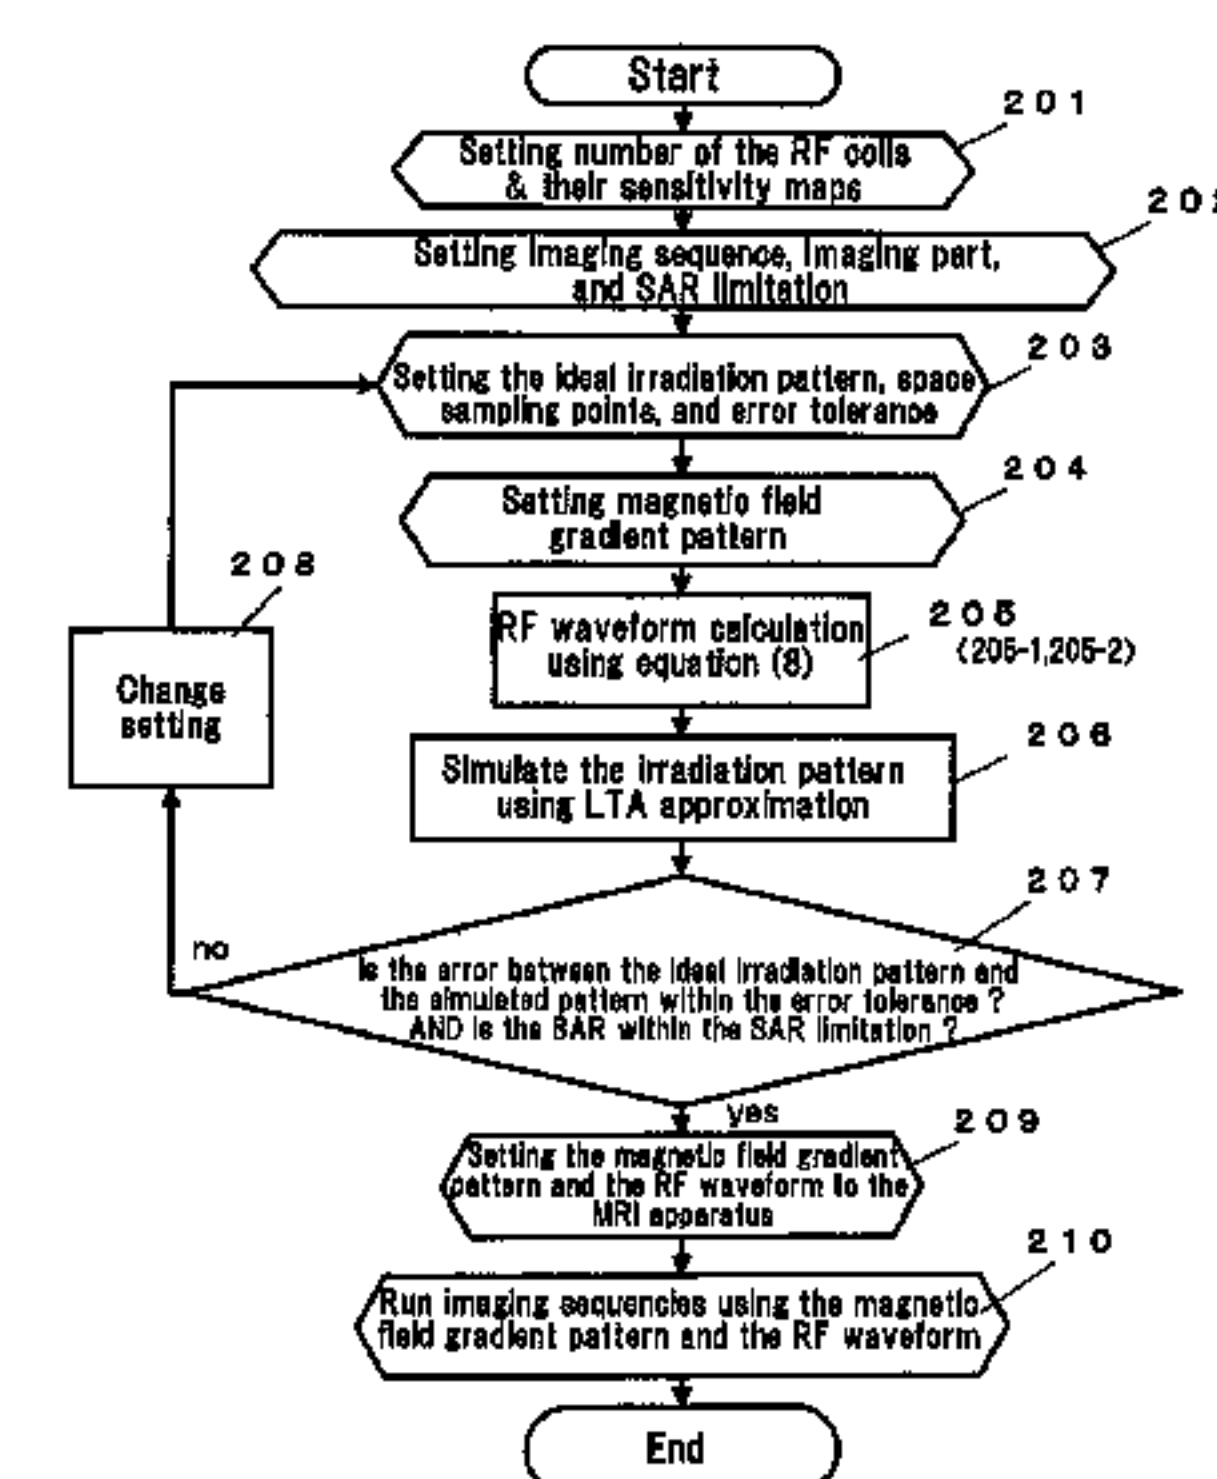 Start
201
Setting number of the RF coils
& their sensitivity maps
Setting imaging sequence, imaging part,
and SAR limitation
203
Setting the ideal irradiation pattern, space
sampling points, and error tolerance
204
Setting magnetic field
gradient pattern
208
Change
setting
RF waveform calculation
using equation (8)
205
(205-1,205-2)
206
Simulate the irradiation pattern
using LTA approximation
207
no
Is the error between the ideal irradiation pattern and
the simulated pattern within the error tolerance ?
AND is the SAR within the SAR limitation ?
yes
209
Setting the magnetic field gradient
pattern and the RF waveform to the
MRI apparatus
210
Run imaging sequencies using the magnetic
field gradient pattern and the RF waveform
End